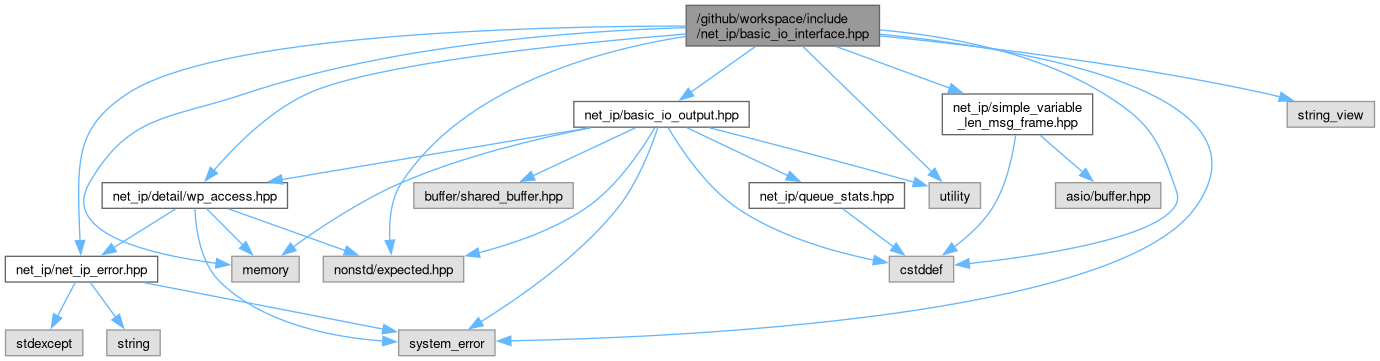 /github/workspace/include
/net_ip/basic_io_interface.hpp
net_ip/basic_io_output.hpp
net_ip/simple_variable
_len_msg_frame.hpp
string_view
net_ip/detail/wp_access.hpp
buffer/shared_buffer.hpp
net_ip/queue_stats.hpp
utility
asio/buffer.hpp
net_ip/net_ip_error.hpp
memory
nonstd/expected.hpp
cstddef
stdexcept
string
system_error